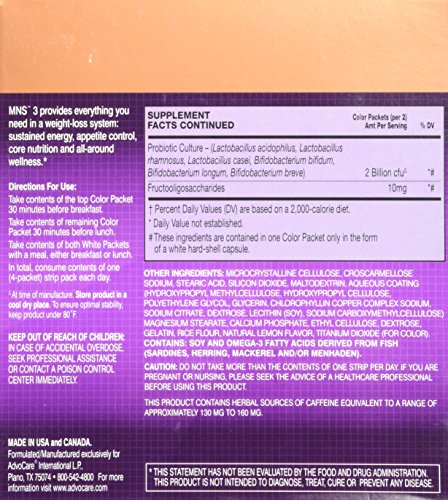 MNS™ 3 provides everything you
need in a weight-loss system:
sustained energy, appetite control,
core nutrition and all-around
wellness.*
Directions For Use:
Take contents of the top Color Packet
30 minutes before breakfast.
Take contents of remaining Color
Packet 30 minutes before lunch.
Take contents of both White Packets
with a meal, either breakfast or lunch.
In total, consume contents of one
(4-packet) strip pack each day.
^At time of manufacture. Store product in a
cool dry place. To ensure optimal stability,
keep product under 80˚F.
KEEP OUT OF REACH OF CHILDREN.
IN CASE OF ACCIDENTAL OVERDOSE,
SEEK PROFESSIONAL ASSISTANCE
OR CONTACT A POISON CONTROL
CENTER IMMEDIATELY.
MADE IN USA and CANADA.
Formulated/Manufactured exclusively for
AdvoCare® International L.P.
Plano, TX 75074 • 800-542-4800 For more
information visit www.advocare.com
SUPPLEMENT
FACTS CONTINUED
Color Packets (per 2)
Amt Per Serving % DV
Probiotic Culture – (Lactobacillus acidophilus, Lactobacillus
rhamnosus, Lactobacillus casei, Bifidobacterium bifidum,
Bifidobacterium longum, Bifidobacterium breve) 2 Billion cfu^ *#
Fructooligosaccharides 10mg *#
† Percent Daily Values (DV) are based on a 2,000-calorie diet.
* Daily Value not established.
# These ingredients are contained in one Color Packet only in the form
of a white hard-shell capsule.
OTHER INGREDIENTS: MICROCRYSTALLINE CELLULOSE, CROSCARMELLOSE
SODIUM, STEARIC ACID, SILICON DIOXIDE, MALTODEXTRIN, AQUEOUS COATING
(HYDROXYPROPYL METHYLCELLULOSE, HYDROXYPROPYL CELLULOSE,
POLYETHYLENE GLYCOL, GLYCERIN, CHLOROPHYLLIN COPPER COMPLEX SODIUM,
SODIUM CITRATE, DEXTROSE, LECITHIN (SOY), SODIUM CARBOXYMETHYLCELLULOSE)
MAGNESIUM STEARATE, CALCIUM PHOSPHATE, ETHYL CELLULOSE, DEXTROSE,
GELATIN, RICE FLOUR, NATURAL LEMON FLAVOR, TITANIUM DIOXIDE (FOR COLOR).
CONTAINS: SOY AND OMEGA-3 FATTY ACIDS DERIVED FROM FISH
(SARDINES, HERRING, MACKEREL AND/OR MENHADEN).
CAUTION: DO NOT TAKE MORE THAN THE CONTENTS OF ONE STRIP PER DAY. IF YOU ARE
PREGNANT OR NURSING, PLEASE SEEK THE ADVICE OF A HEALTHCARE PROFESSIONAL
BEFORE USING THIS PRODUCT.
THIS PRODUCT CONTAINS HERBAL SOURCES OF CAFFEINE EQUIVALENT TO A RANGE OF
APPROXIMATELY 130 MG TO 160 MG.
* THIS STATEMENT HAS NOT BEEN EVALUATED BY THE FOOD AND DRUG ADMINISTRATION.
THIS PRODUCT IS NOT INTENDED TO DIAGNOSE, TREAT, CURE OR PREVENT ANY DISEASE.